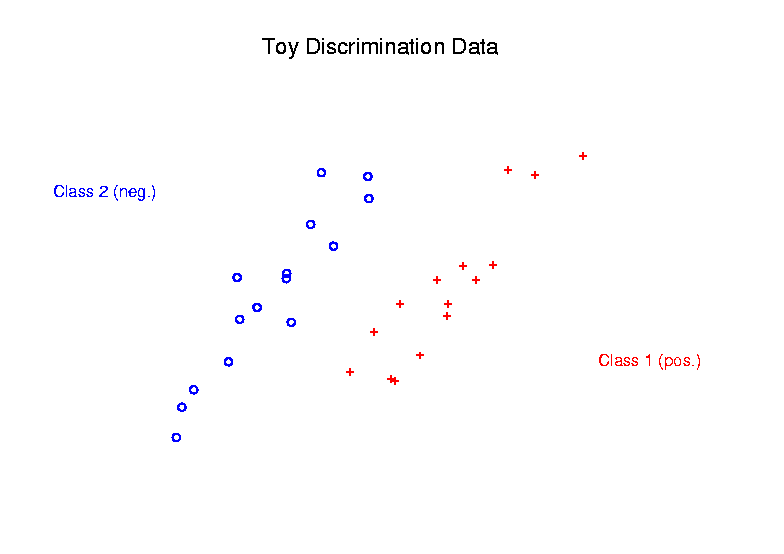 Toy Discrimination Data
Class 2 (neg.)
Class 1 (pos.)